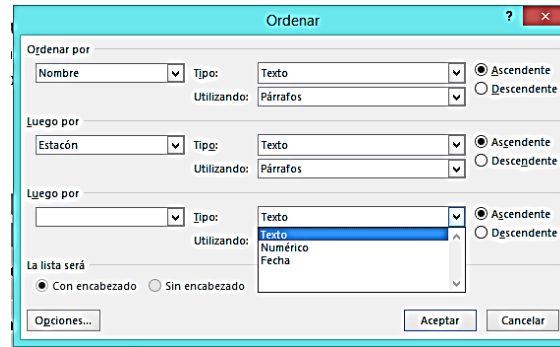 Ordenar ? x
Ordenar por
Nombre Tipo: Texto Ascendente
Utilizando: Párrafos Descendente
Luego por
Estacón Tipo: Texto Ascendente
Utilizando: Párrafos Descendente
Luego por
Tipo: Texto Ascendente
Utilizando: Texto Descendente
Numérico
Fecha
La lista será
Con encabezado Sin encabezado
Opciones... Aceptar Cancelar